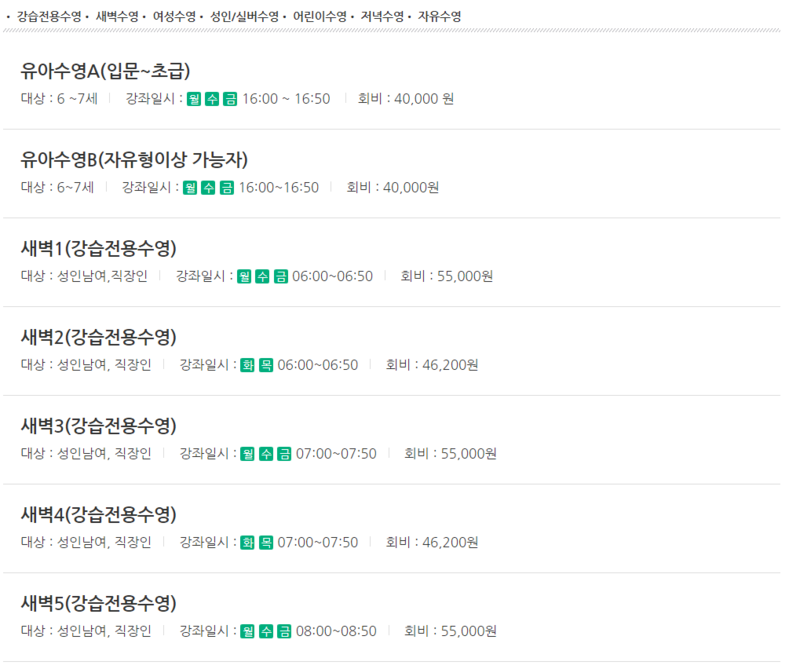 · 강습전용수영 · 새벽수영 · 여성수영 · 성인/실버수영 · 어린이수영 · 저녁수영 · 자유수영
유아수영A(입문~초급)
대상 : 6 ~7세 강좌일시 : 월 수 금 16:00 ~ 16:50 회비 : 40,000 원
유아수영B(자유형이상 가능자)
대상 : 6~7세 강좌일시 : 월 수 금 16:00~16:50 회비 : 40,000원
새벽1(강습전용수영)
대상 : 성인남여,직장인 강좌일시 : 월 수 금 06:00~06:50 회비 : 55,000원
새벽2(강습전용수영)
대상 : 성인남여, 직장인 강좌일시 : 화 목 06:00~06:50 회비 : 46,200원
새벽3(강습전용수영)
대상 : 성인남여, 직장인 강좌일시 : 월 수 금 07:00~07:50 회비 : 55,000원
새벽4(강습전용수영)
대상 : 성인남여, 직장인 강좌일시 : 화 목 07:00~07:50 회비 : 46,200원
새벽5(강습전용수영)
대상 : 성인남여, 직장인 강좌일시 : 월 수 금 08:00~08:50 회비 : 55,000원